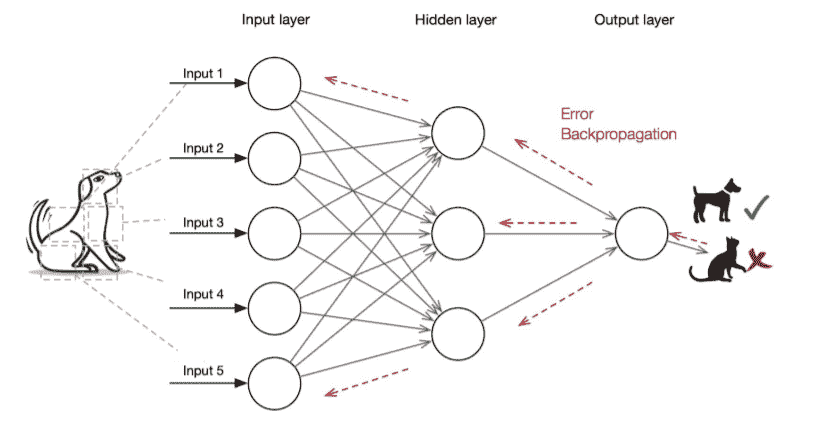 Input layer
Hidden layer
Output layer
Input 1
Error
Backpropagation
Input 2
Input 3
Input 4
Input 5